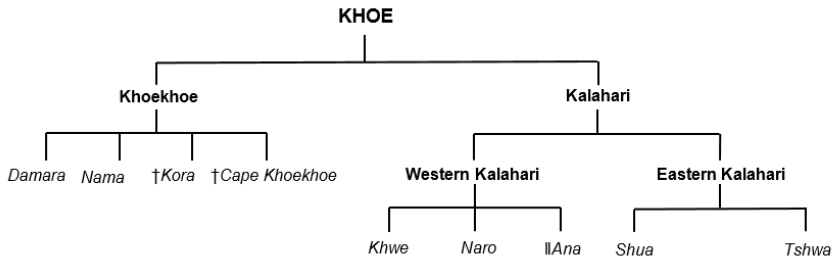 KHOE
Khoekhoe Kalahari
Damara Nama †Kora †Cape Khoekhoe Western Kalahari Eastern Kalahari
Khwe Naro ǁAna Shua Tshwa